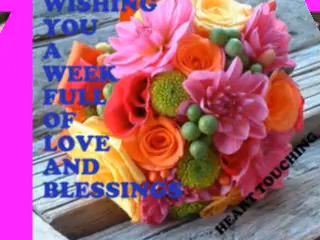 WISHING
YOU
A
WEEK
FULL
OF
LOVE
AND
BLESSINGS
HEART TOUCHING